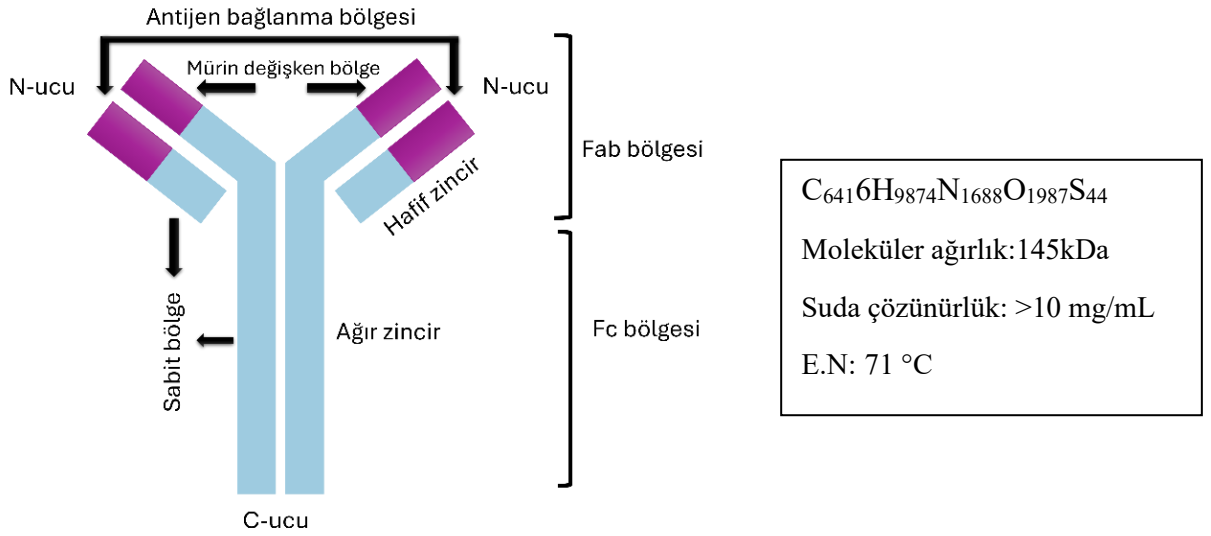 Antijen bağlanma bölgesi
Mürin değişken bölge
N-ucu
N-ucu
Fab bölgesi
Hafif zincir
Sabit bölge
Ağır zincir
Fc bölgesi
C-ucu
C₆₄₁6H₉₈₇₄N₁₆₈₈O₁₉₈₇S₄₄
Moleküler ağırlık:145kDa
Suda çözünürlük: >10 mg/mL
E.N: 71 °C